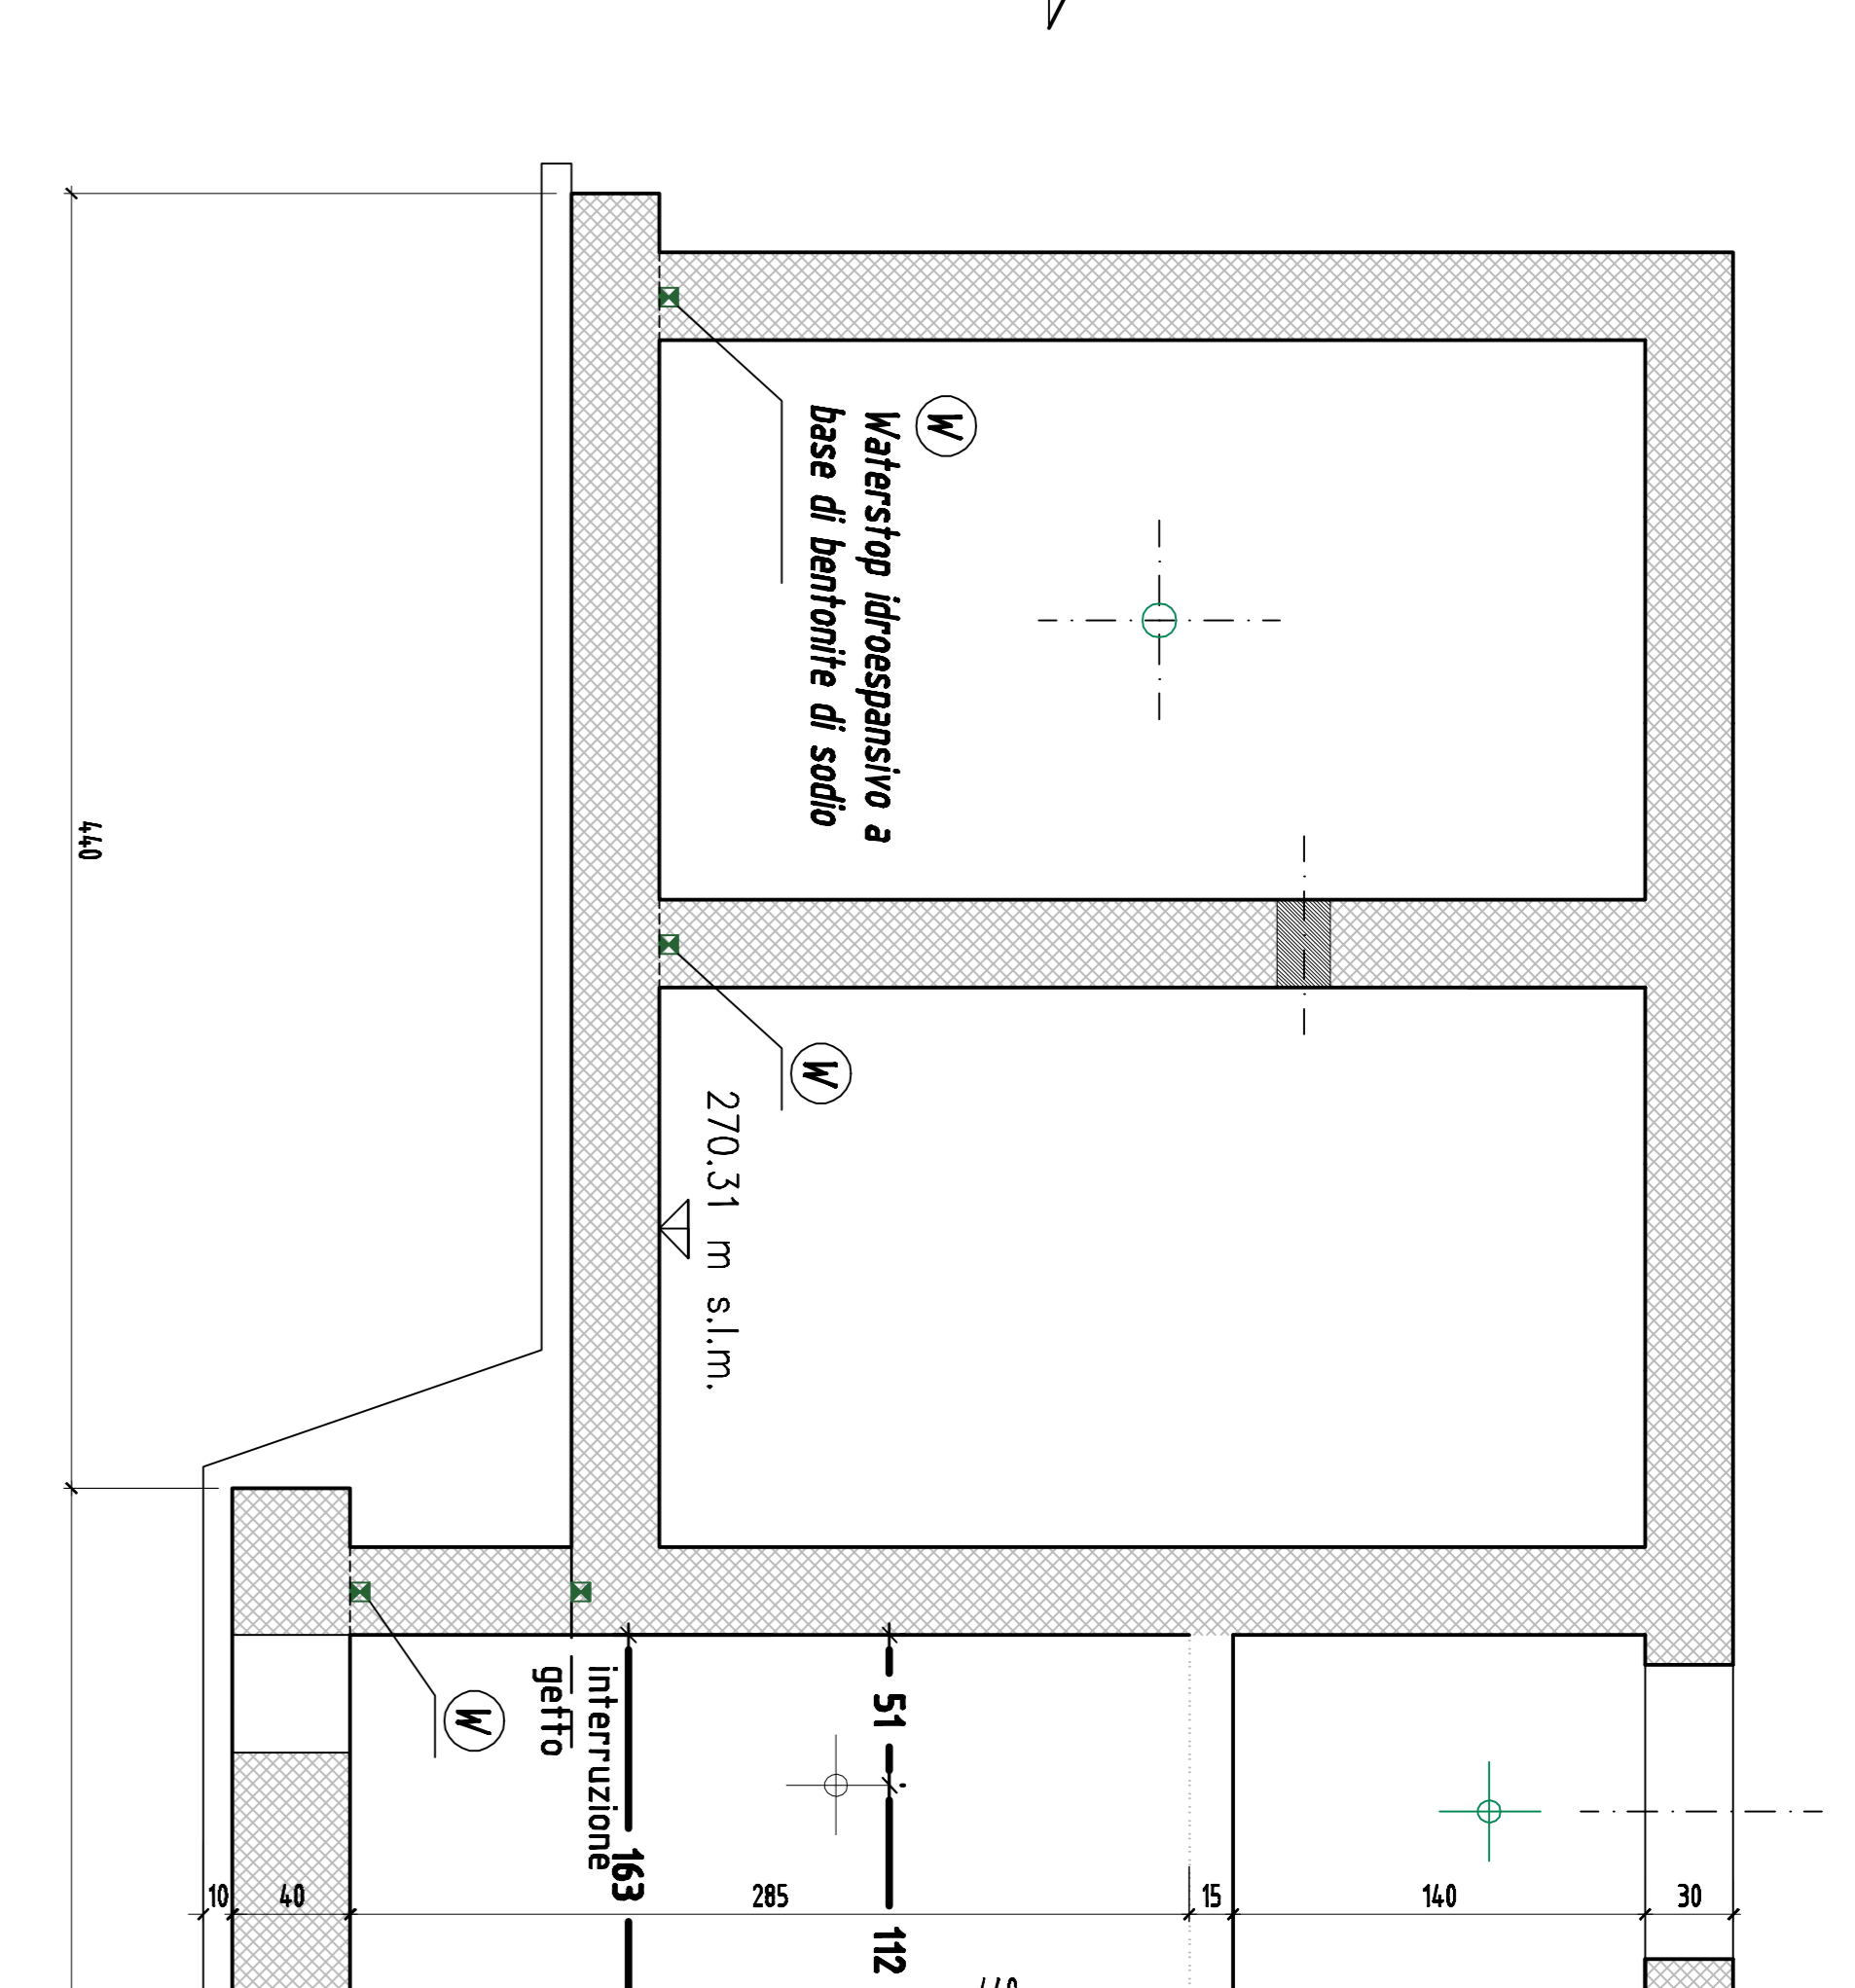 W
Waterstop idroespansivo a
base di bentonite di sodio
440
W
270.31 m s.l.m.
W
interruzione
getto
51
163
112
10
40
285
15
140
30